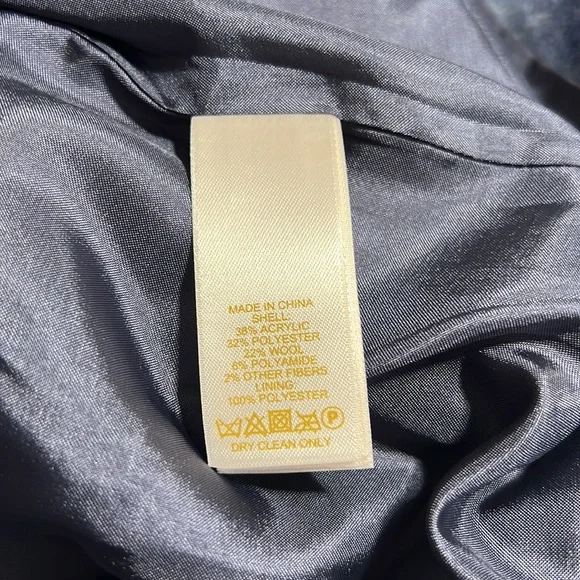 MADE IN CHINA
SHELL:
38% ACRYLIC
32% POLYESTER
22% WOOL
6% POLYAMIDE
2% OTHER FIBERS
LINING:
100% POLYESTER
P
DRY CLEAN ONLY